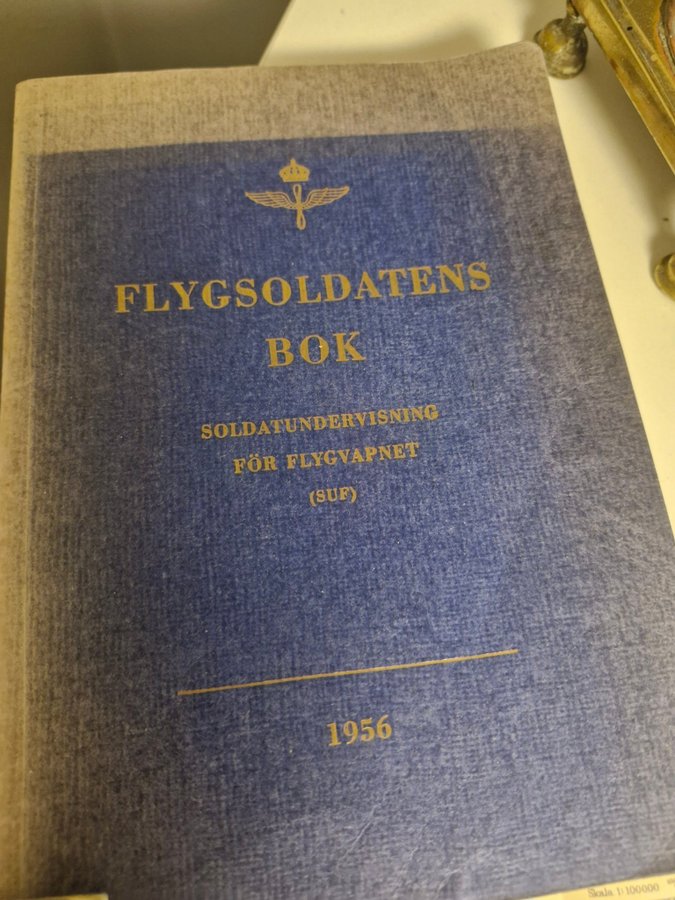 FLYGSOLDATENS
BOK
SOLDATUNDERVISNING
FÖR FLYGVAPNET
(SUF)
1956
Skala 1:100000